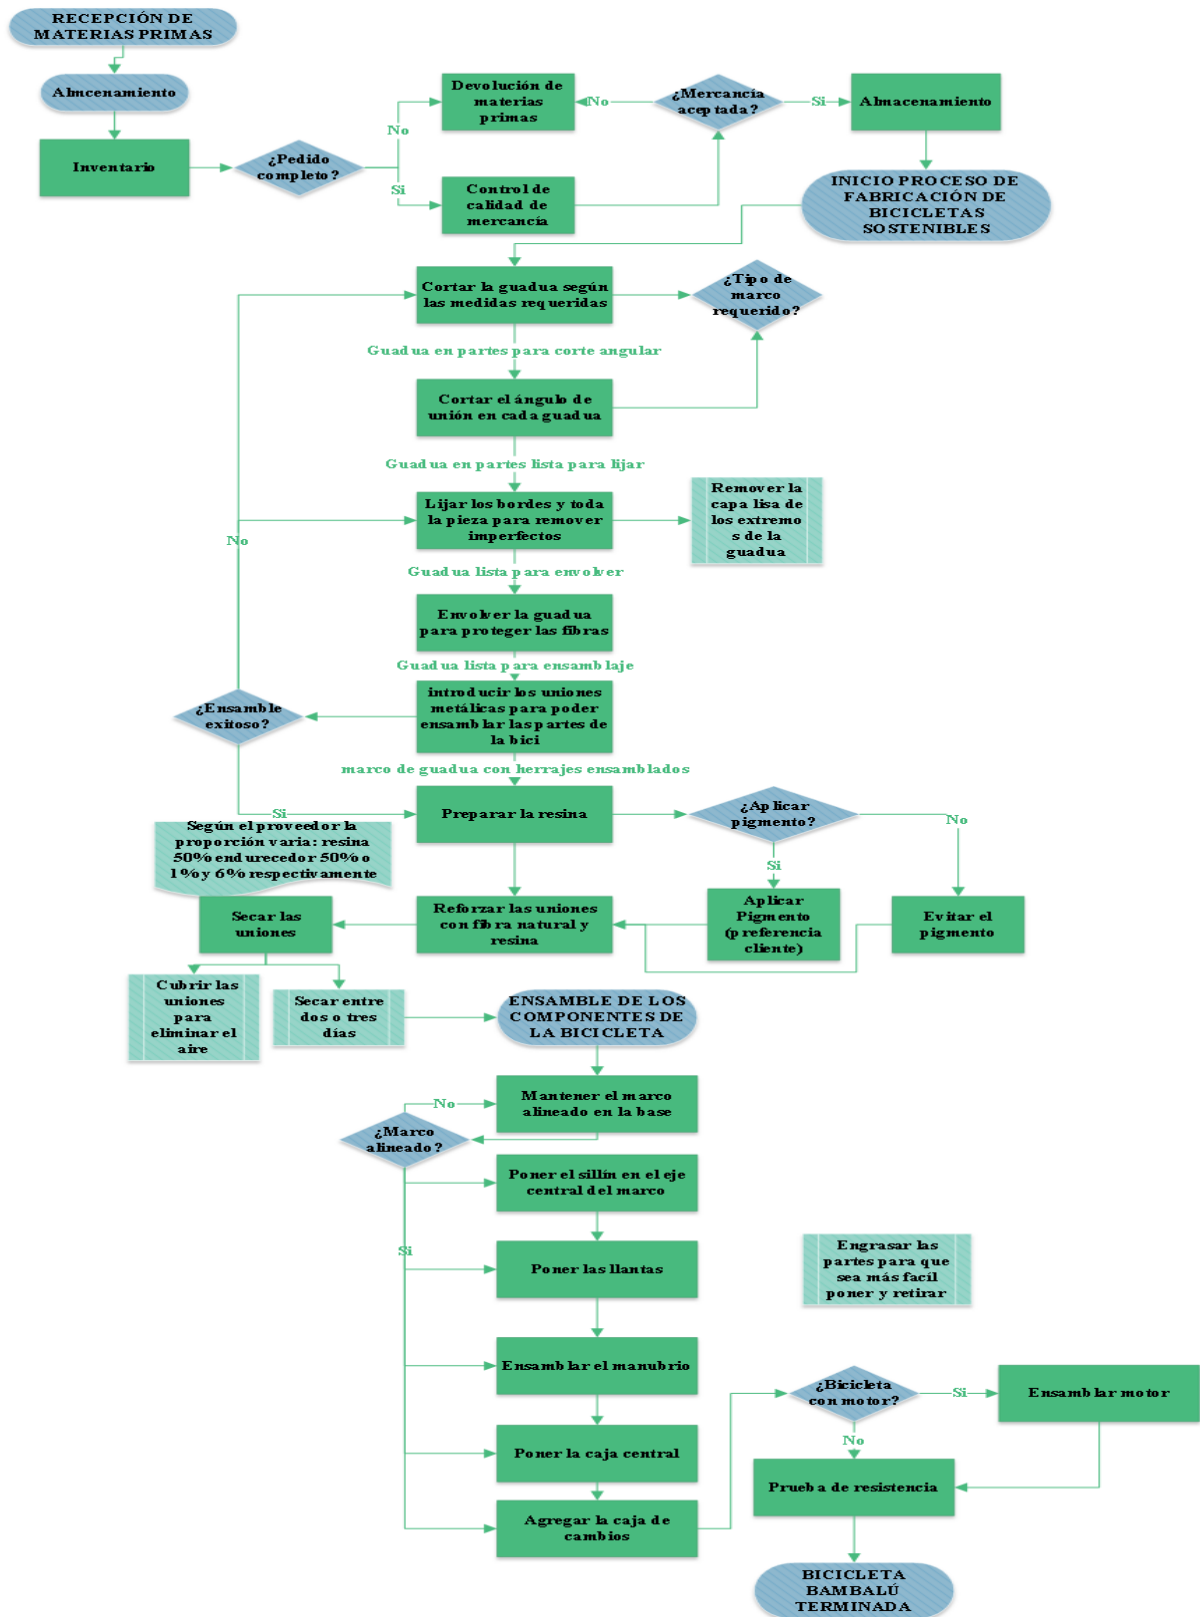 RECEPCIÓN DE
MATERIAS PRIMAS
Almcenamiento
Inventario
¿Pedido
completo?
No
Si
Devolución de
materias
primas
Control de
calidad de
mercancía
No
¿Mercancía
aceptada?
Si
Almacenamiento
INICIO PROCESO DE
FABRICACIÓN DE
BICICLETAS
SOSTENIBLES
Cortar la guadua según
las medidas requeridas
¿Tipo de
marco
requerido?
Guadua en partes para corte angular
Cortar el ángulo de
unión en cada guadua
Guadua en partes lista para lijar
Lijar los bordes y toda
la pieza para remover
imperfectos
Remover la
capa lisa de
los extremo
s de la
guadua
No
Guadua lista para envolver
Envolver la guadua
para proteger las fibras
Guadua lista para ensamblaje
introducir los uniones
metálicas para poder
ensamblar las partes de
la bici
¿Ensamble
exitoso?
marco de guadua con herrajes ensamblados
Si
Preparar la resina
¿Aplicar
pigmento?
No
Si
Según el proveedor la
proporción varia: resina
50% endurecedor 50% o
1% y 6% respectivamente
Secar las
uniones
Reforzar las uniones
con fibra natural y
resina
Aplicar
Pigmento
(preferencia
cliente)
Evitar el
pigmento
Cubrir las
uniones
para
eliminar el
aire
Secar entre
dos o tres
días
ENSAMBLE DE LOS
COMPONENTES DE
LA BICICLETA
Mantener el marco
alineado en la base
No
¿Marco
alineado?
Poner el sillín en el eje
central del marco
Si
Poner las llantas
Engrasar las
partes para que
sea más facíl
poner y retirar
Ensamblar el manubrio
¿Bicicleta
con motor?
Si
Ensamblar motor
No
Poner la caja central
Prueba de resistencia
Agregar la caja de
cambios
BICICLETA
BAMBALÚ
TERMINADA